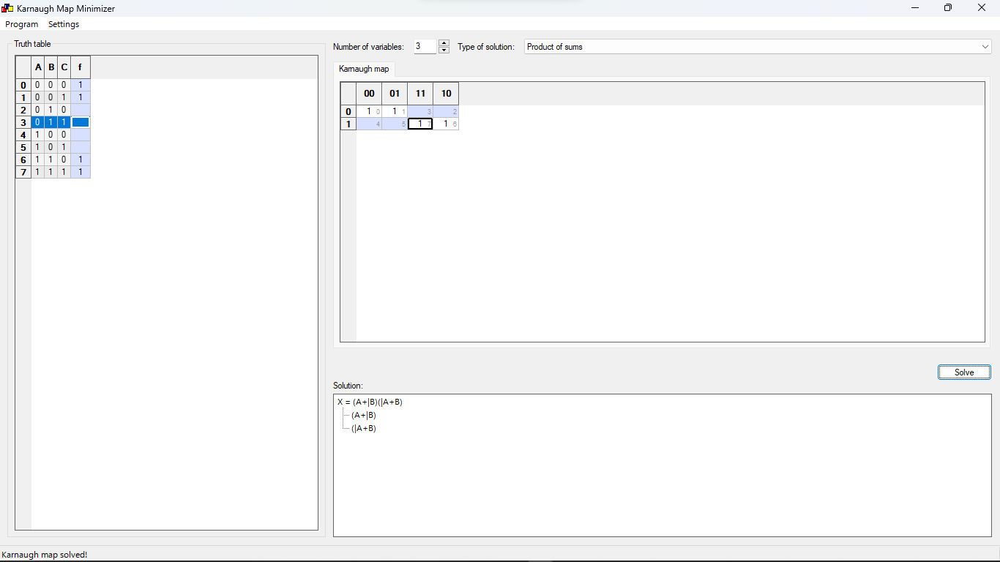 Karnaugh Map Minimizer
Program Settings
Truth table
A B C f
0 0 0 0 1
1 0 0 1 1
2 0 1 0
3 0 1 1
4 1 0 0
5 1 0 1
6 1 1 0 1
7 1 1 1 1
Number of variables: 3 Type of solution: Product of sums
Karnaugh map
00 01 11 10
0 1 0 1 1 3 2
1 4 5 1 7 1 6
Solve
Solution:
X = (A+|B)(|A+B)
(A+|B)
(|A+B)
Karnaugh map solved!